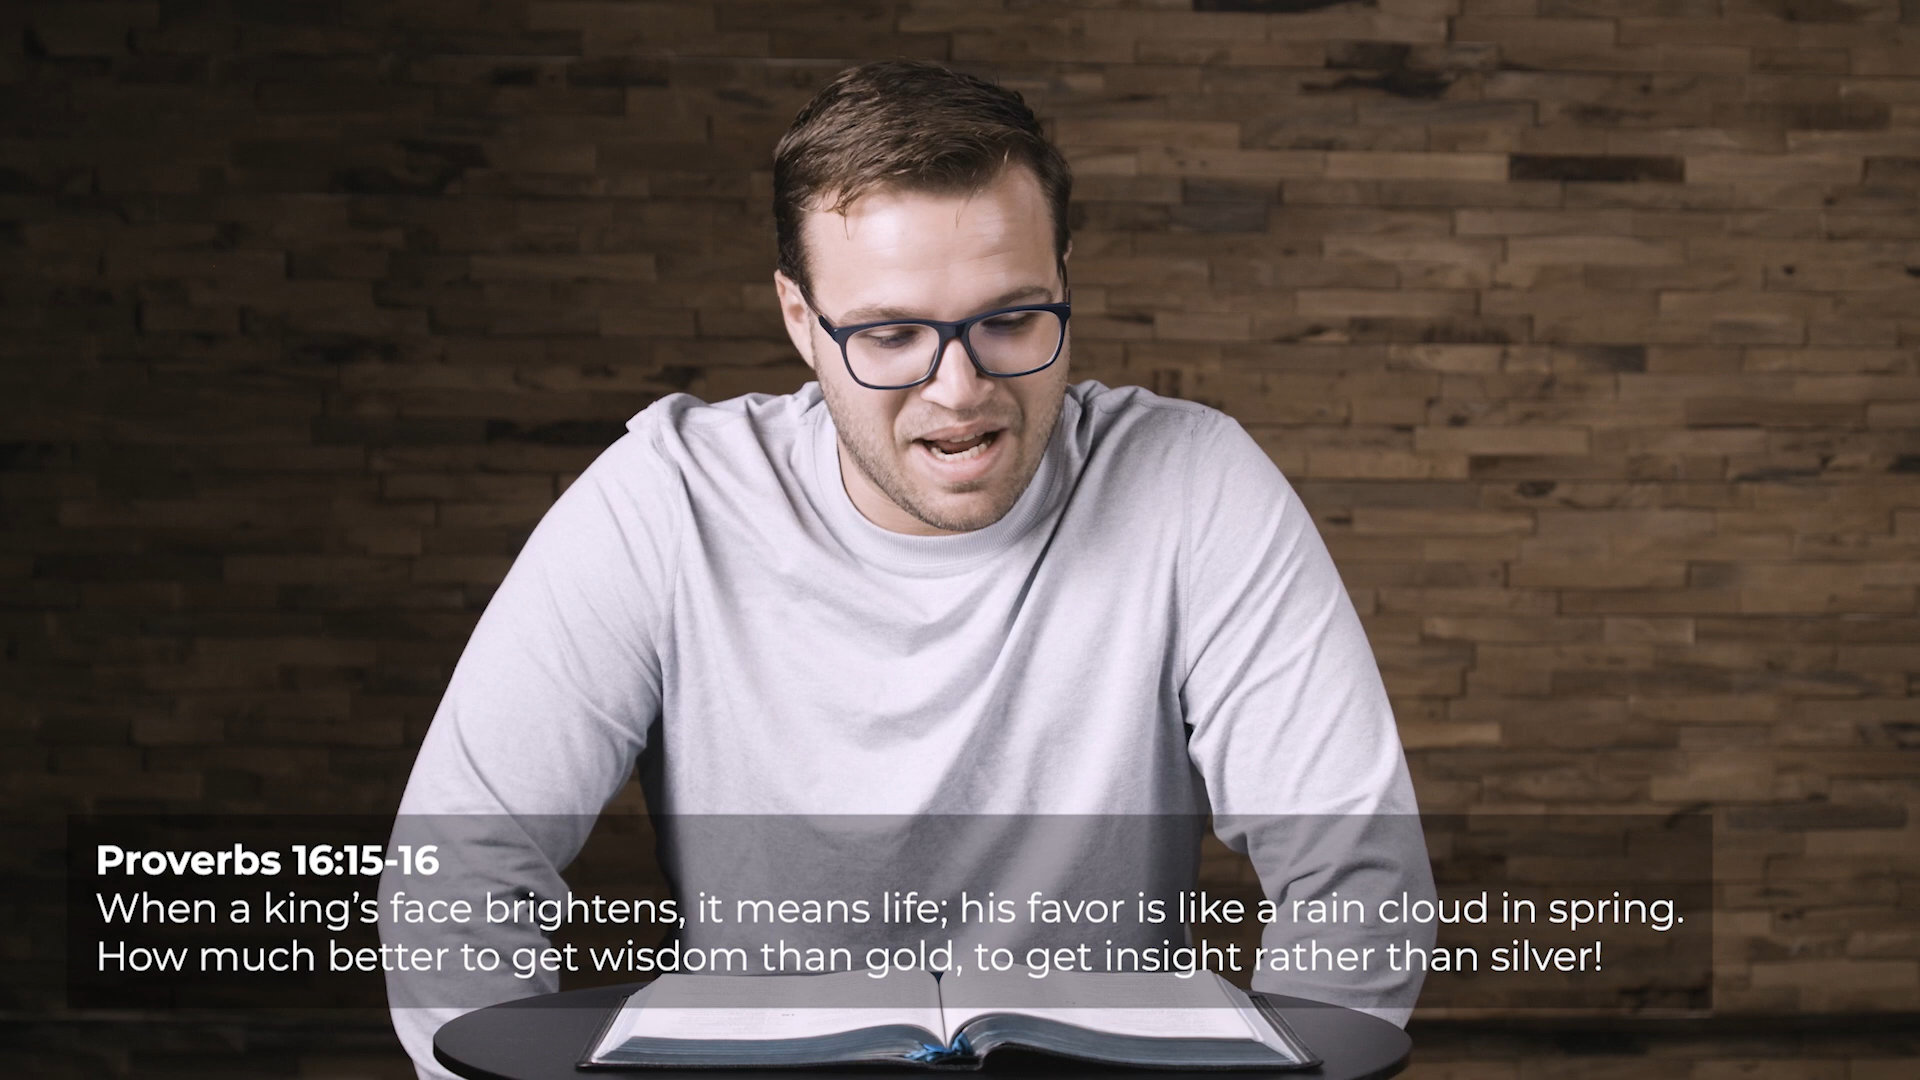 Proverbs 16:15-16
When a king’s face brightens, it means life; his favor is like a rain cloud in spring.
How much better to get wisdom than gold, to get insight rather than silver!